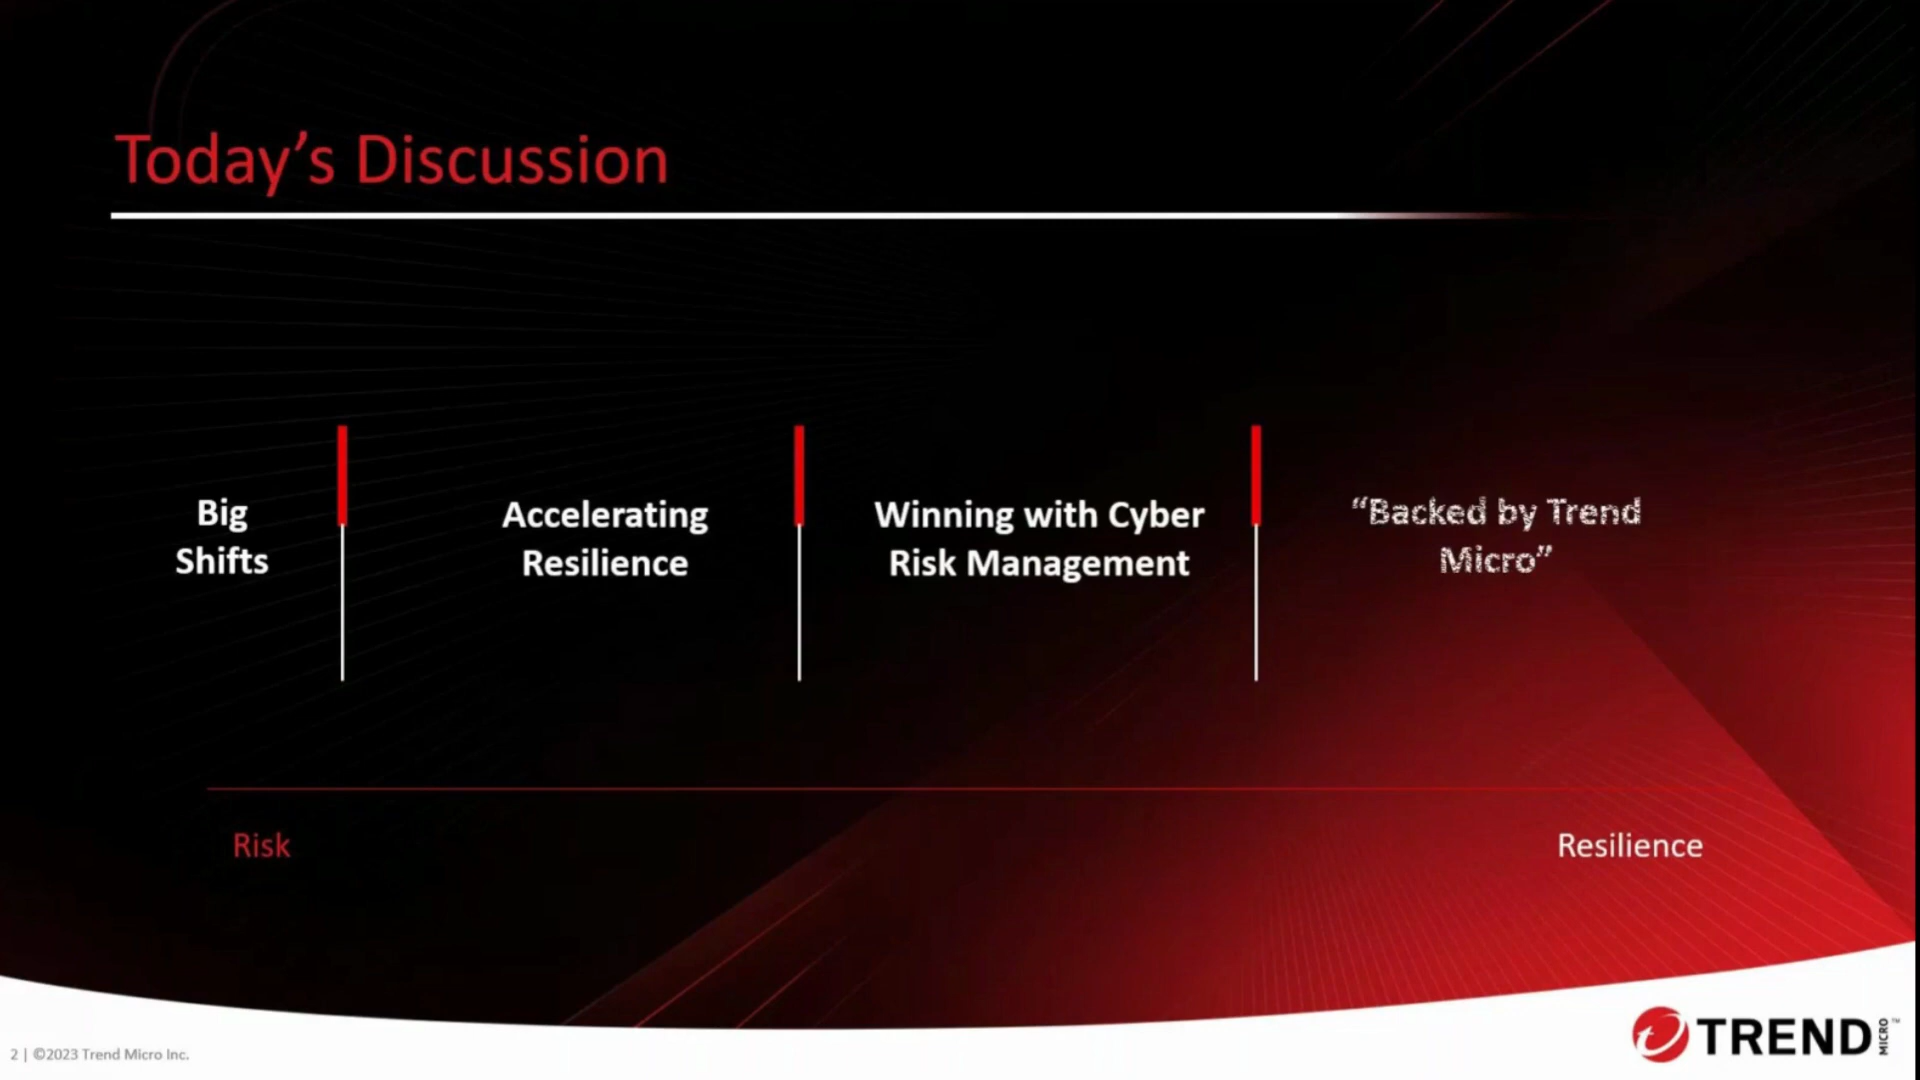 Today’s Discussion
Big
Shifts
Accelerating
Resilience
Winning with Cyber
Risk Management
“Backed by Trend
Micro”
Risk
Resilience
2 | ©2023 Trend Micro Inc.
TREND MICRO™